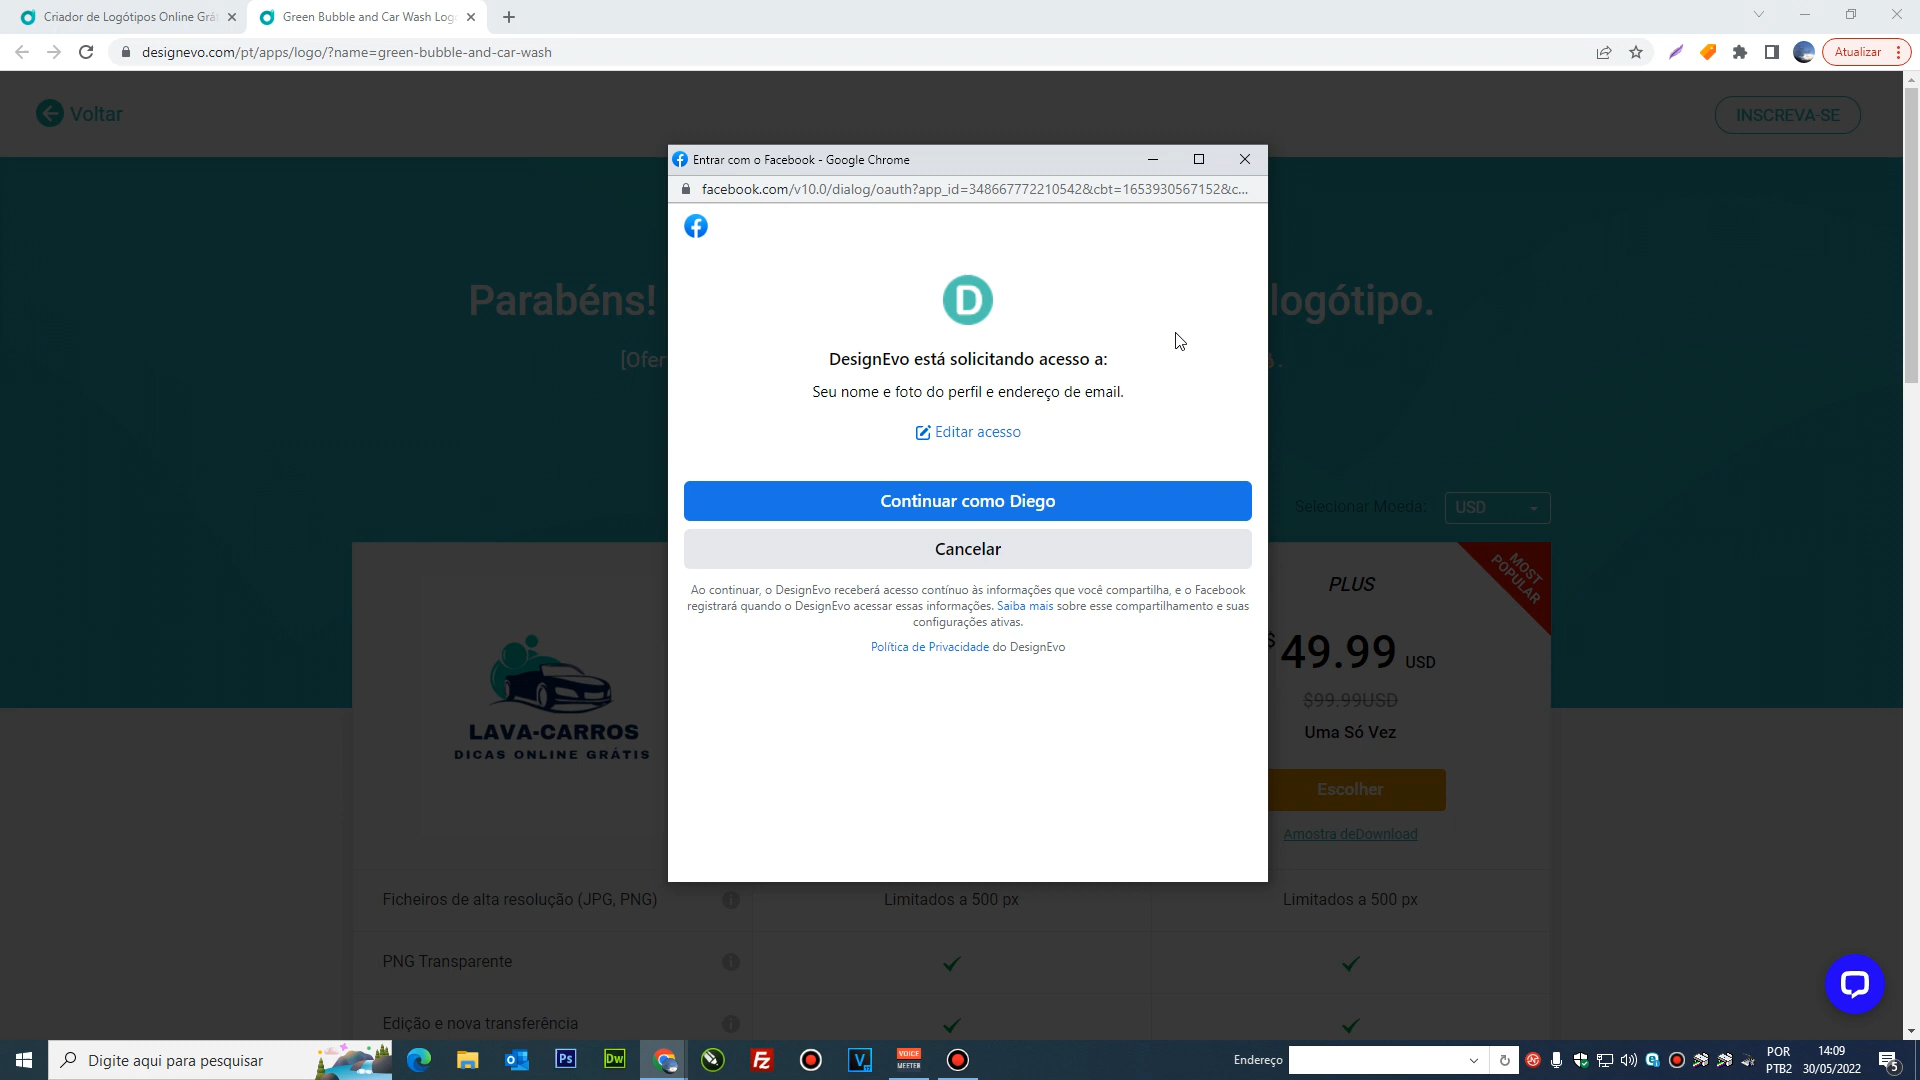 Criador de Logótipos Online Grá
Green Bubble and Car Wash Log
designevo.com/pt/apps/logo/?name=green-bubble-and-car-wash
Atualizar
Voltar
INSCREVA-SE
Entrar com o Facebook - Google Chrome
facebook.com/v10.0/dialog/oauth?app_id=348667772210542&cbt=1653930567152&c...
Parabéns!
logótipo.
[Ofer
D
DesignEvo está solicitando acesso a:
Seu nome e foto do perfil e endereço de email.
Editar acesso
Continuar como Diego
Cancelar
Ao continuar, o DesignEvo receberá acesso contínuo às informações que você compartilha, e o Facebook
registrará quando o DesignEvo acessar essas informações. Saiba mais sobre esse compartilhamento e suas
configurações ativas.
Política de Privacidade do DesignEvo
Selecionar Moeda:
USD
MOST
POPULAR
PLUS
$49.99 USD
$99.99USD
Uma Só Vez
Escolher
Amostra deDownload
LAVA-CARROS
DICAS ONLINE GRÁTIS
Ficheiros de alta resolução (JPG, PNG)
Limitados a 500 px
Limitados a 500 px
PNG Transparente
Edição e nova transferência
Digite aqui para pesquisar
Ps
Dw
Fz
V
VOICE
MEETER
Endereço
POR
PTB2
14:09
30/05/2022
5